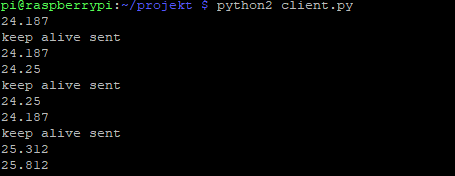 pi@raspberrypi:~/projekt $ python2 client.py
24.187
keep alive sent
24.187
24.25
keep alive sent
24.25
24.187
keep alive sent
25.312
25.812